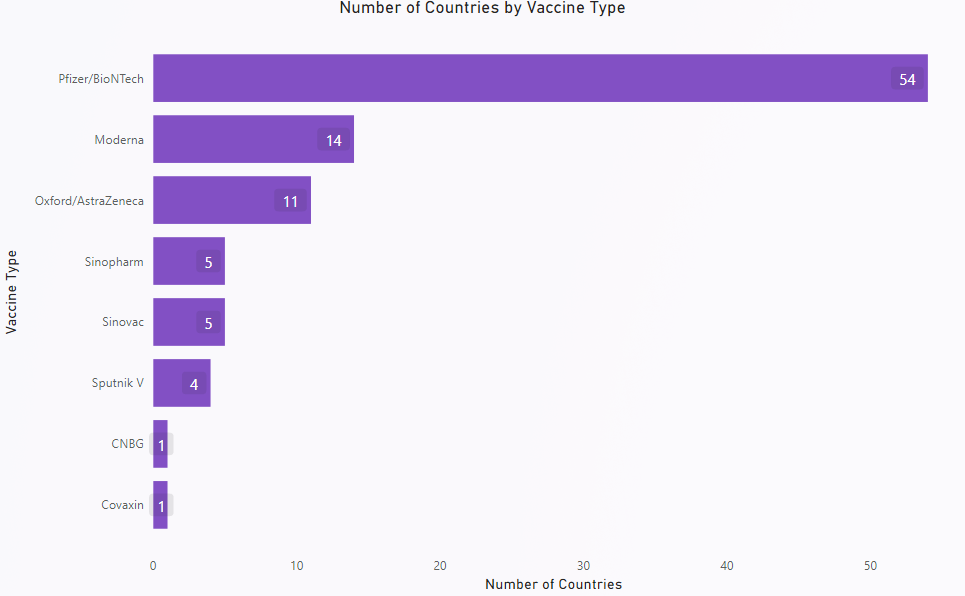 Number of Countries by Vaccine Type
Vaccine Type
Pfizer/BioNTech 54
Moderna 14
Oxford/AstraZeneca 11
Sinopharm 5
Sinovac 5
Sputnik V 4
CNBG 1
Covaxin 1
0 10 20 30 40 50
Number of Countries